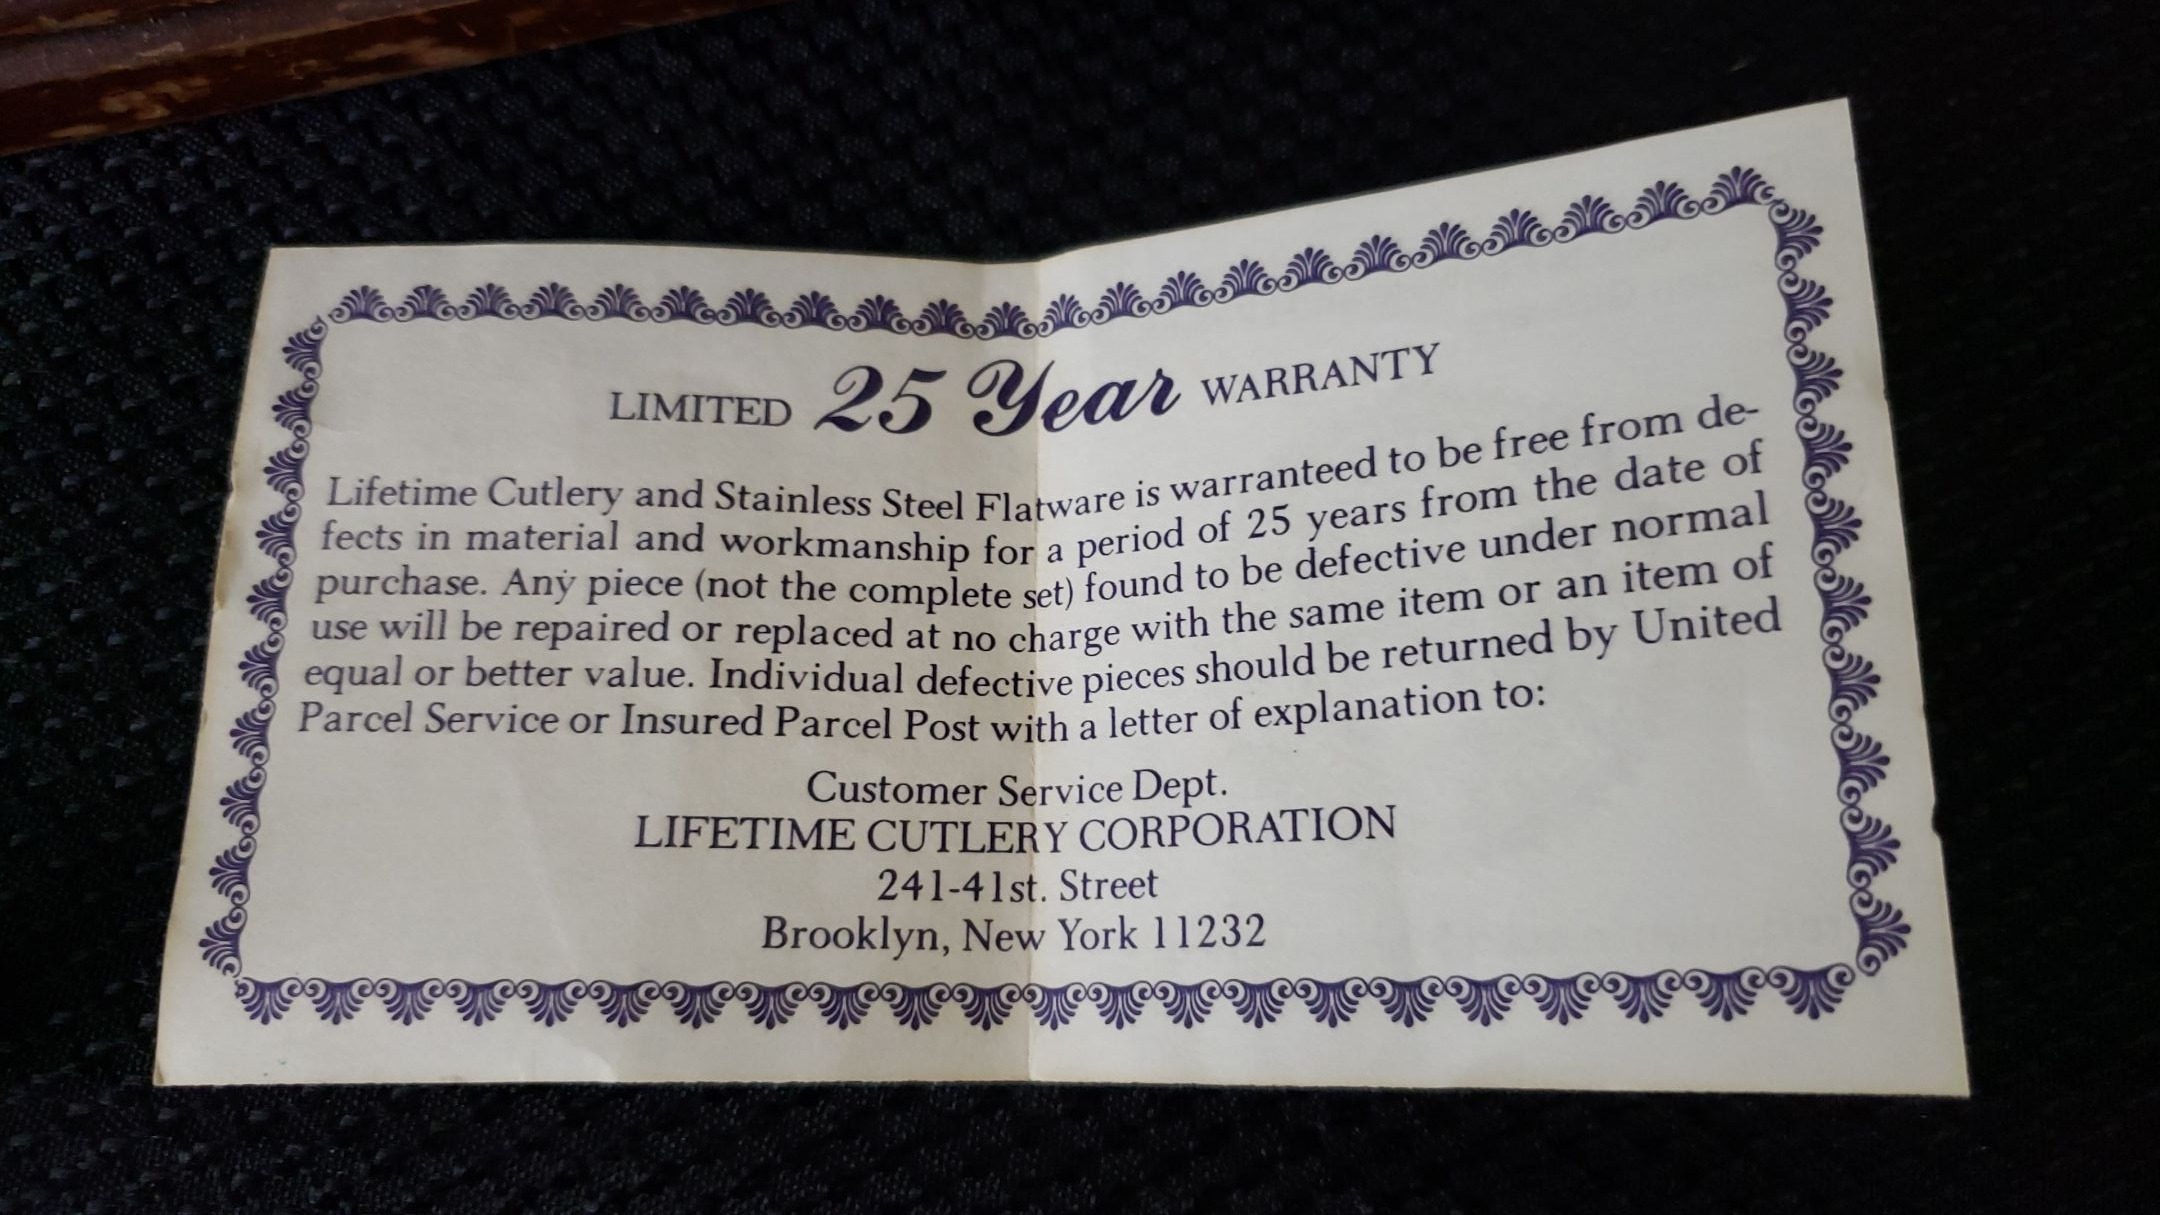 LIMITED 25 Year WARRANTY
Lifetime Cutlery and Stainless Steel Flatware is warranteed to be free from de-
fects in material and workmanship for a period of 25 years from the date of
purchase. Any piece (not the complete set) found to be defective under normal
use will be repaired or replaced at no charge with the same item or an item of
equal or better value. Individual defective pieces should be returned by United
Parcel Service or Insured Parcel Post with a letter of explanation to:
Customer Service Dept.
LIFETIME CUTLERY CORPORATION
241-41st. Street
Brooklyn, New York 11232